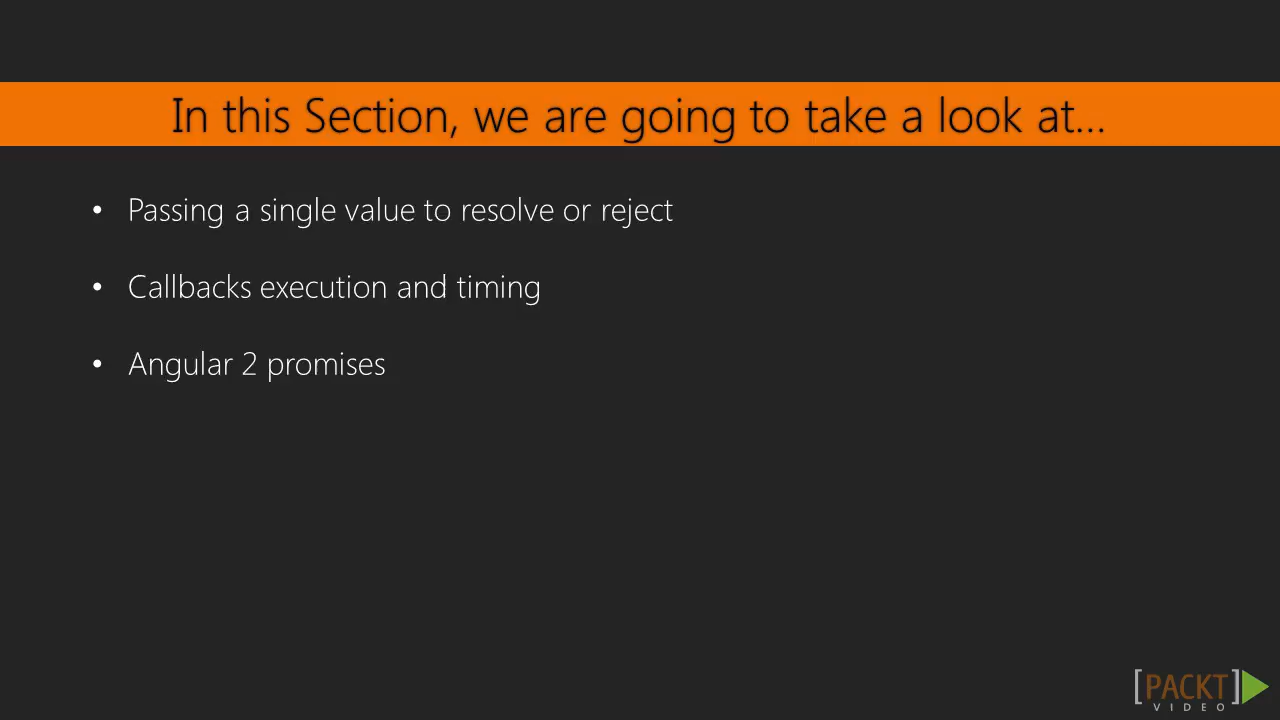 In this Section, we are going to take a look at...
• Passing a single value to resolve or reject
• Callbacks execution and timing
• Angular 2 promises
[PACKT]
VIDEO